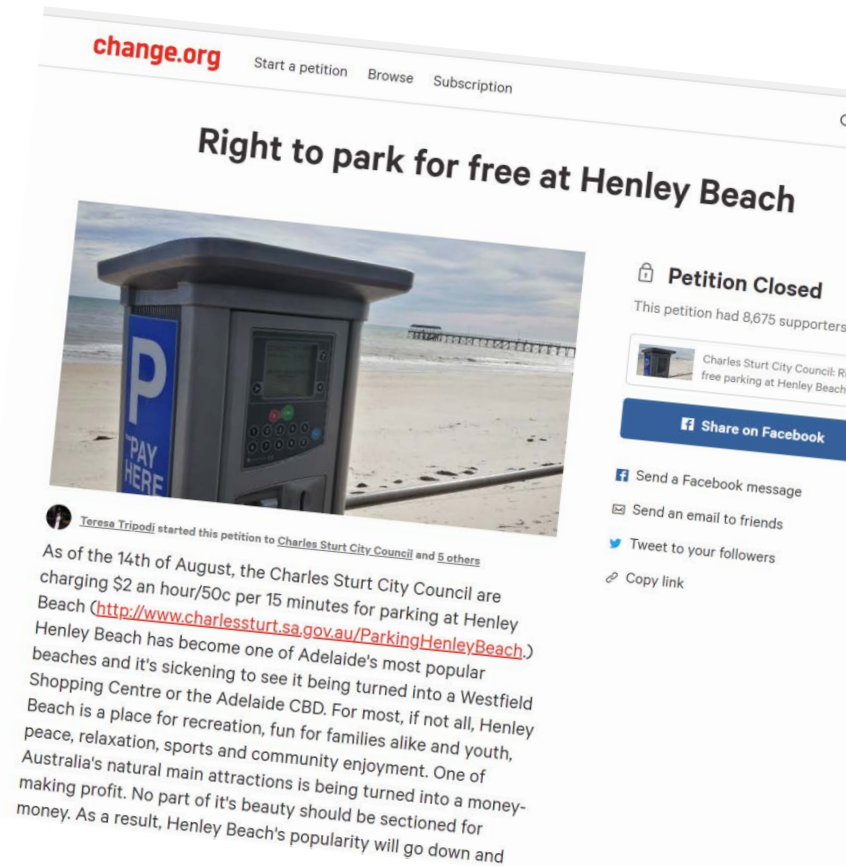 change.org
Start a petition Browse Subscription
Right to park for free at Henley Beach
P
PAY
HERE
Petition Closed
This petition had 8,675 supporters
Charles Sturt City Council:
free parking at Henley Beach
Share on Facebook
Send a Facebook message
Send an email to friends
Tweet to your followers
Copy link
Teresa Tripodi started this petition to Charles Sturt City Council and 5 others
As of the 14th of August, the Charles Sturt City Council are
charging $2 an hour/50c per 15 minutes for parking at Henley
Beach (http://www.charlessturt.sa.gov.au/ParkingHenleyBeach.)
Henley Beach has become one of Adelaide's most popular
beaches and it's sickening to see it being turned into a Westfield
Shopping Centre or the Adelaide CBD. For most, if not all, Henley
Beach is a place for recreation, fun for families alike and youth,
peace, relaxation, sports and community enjoyment. One of
Australia's natural main attractions is being turned into a money-
making profit. No part of it's beauty should be sectioned for
money. As a result, Henley Beach's popularity will go down and